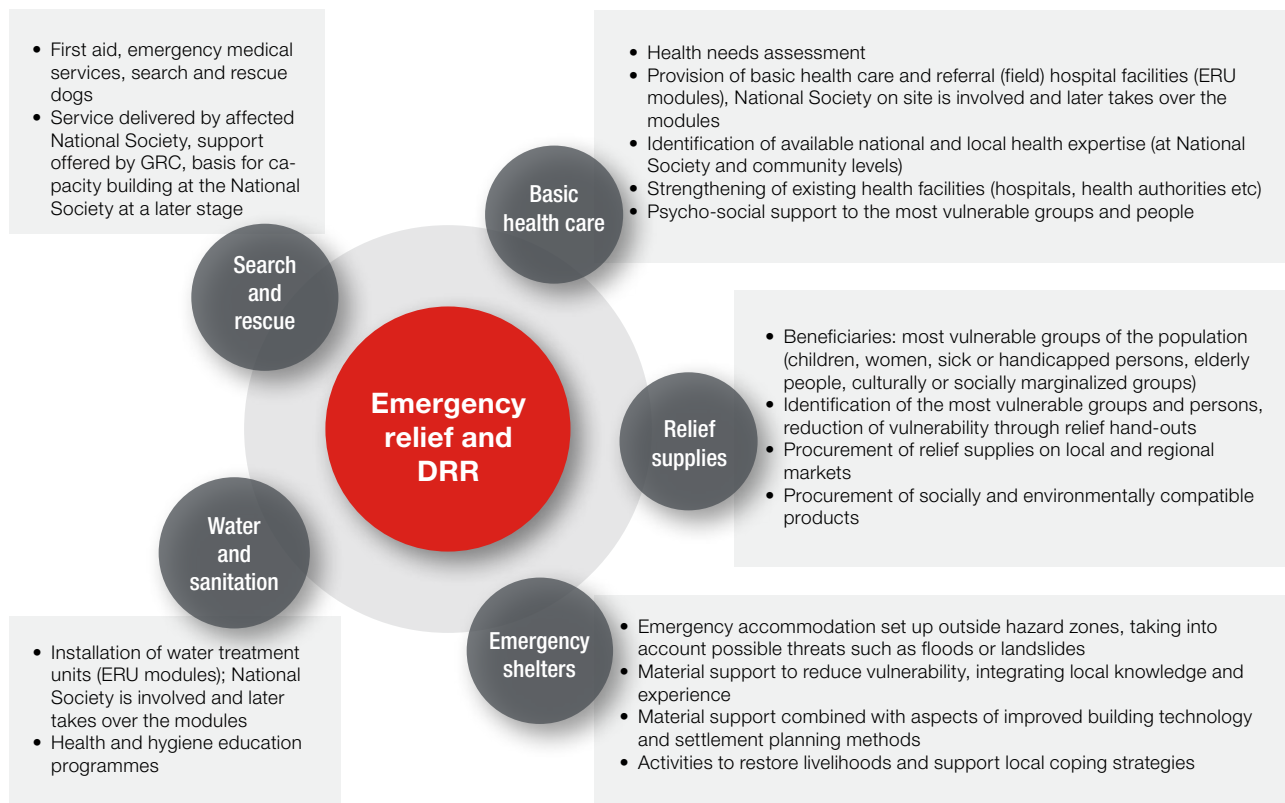 • First aid, emergency medical
services, search and rescue
dogs
• Service delivered by affected
National Society, support
offered by GRC, basis for ca-
pacity building at the National
Society at a later stage
Search
and
rescue
• Health needs assessment
• Provision of basic health care and referral (field) hospital facilities (ERU
modules), National Society on site is involved and later takes over the
modules
• Identification of available national and local health expertise (at National
Society and community levels)
• Strengthening of existing health facilities (hospitals, health authorities etc)
• Psycho-social support to the most vulnerable groups and people
Basic
health care
Emergency
relief and
DRR
Relief
supplies
• Beneficiaries: most vulnerable groups of the population
(children, women, sick or handicapped persons, elderly
people, culturally or socially marginalized groups)
• Identification of the most vulnerable groups and persons,
reduction of vulnerability through relief hand-outs
• Procurement of relief supplies on local and regional
markets
• Procurement of socially and environmentally compatible
products
Water
and
sanitation
• Installation of water treatment
units (ERU modules); National
Society is involved and later
takes over the modules
• Health and hygiene education
programmes
Emergency
shelters
• Emergency accommodation set up outside hazard zones, taking into
account possible threats such as floods or landslides
• Material support to reduce vulnerability, integrating local knowledge and
experience
• Material support combined with aspects of improved building technology
and settlement planning methods
• Activities to restore livelihoods and support local coping strategies